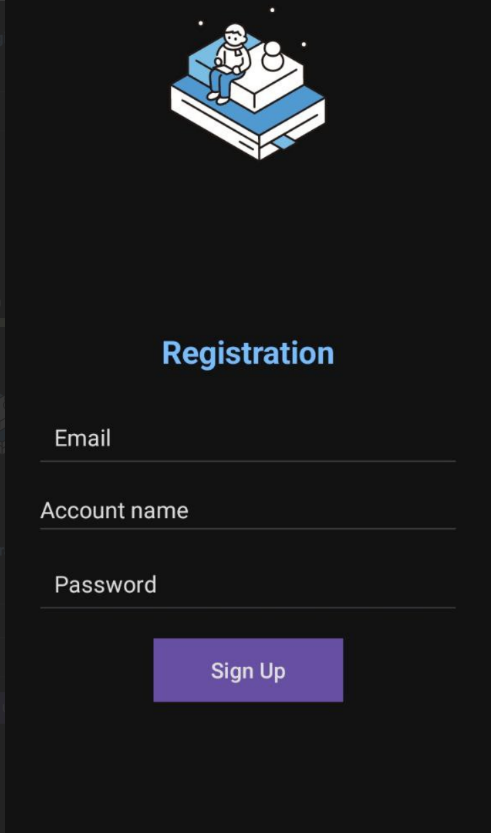 Registration
Email
Account name
Password
Sign Up